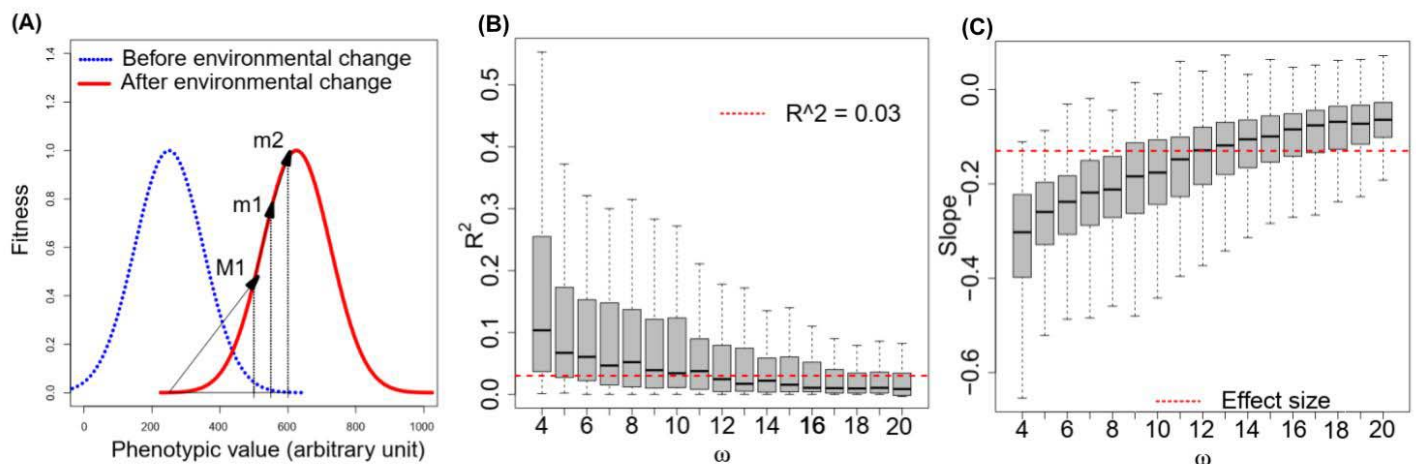 (A)
Before environmental change
After environmental change
m2
m1
M1
Fitness
0.0 0.2 0.4 0.6 0.8 1.0 1.2 1.4
0 200 400 600 800 1000
Phenotypic value (arbitrary unit)
(B)
R^2 = 0.03
R²
0.0 0.1 0.2 0.3 0.4 0.5
4 6 8 10 12 14 16 18 20
ω
(C)
Slope
0.0 −0.2 −0.4 −0.6
Effect size
4 6 8 10 12 14 16 18 20
ω